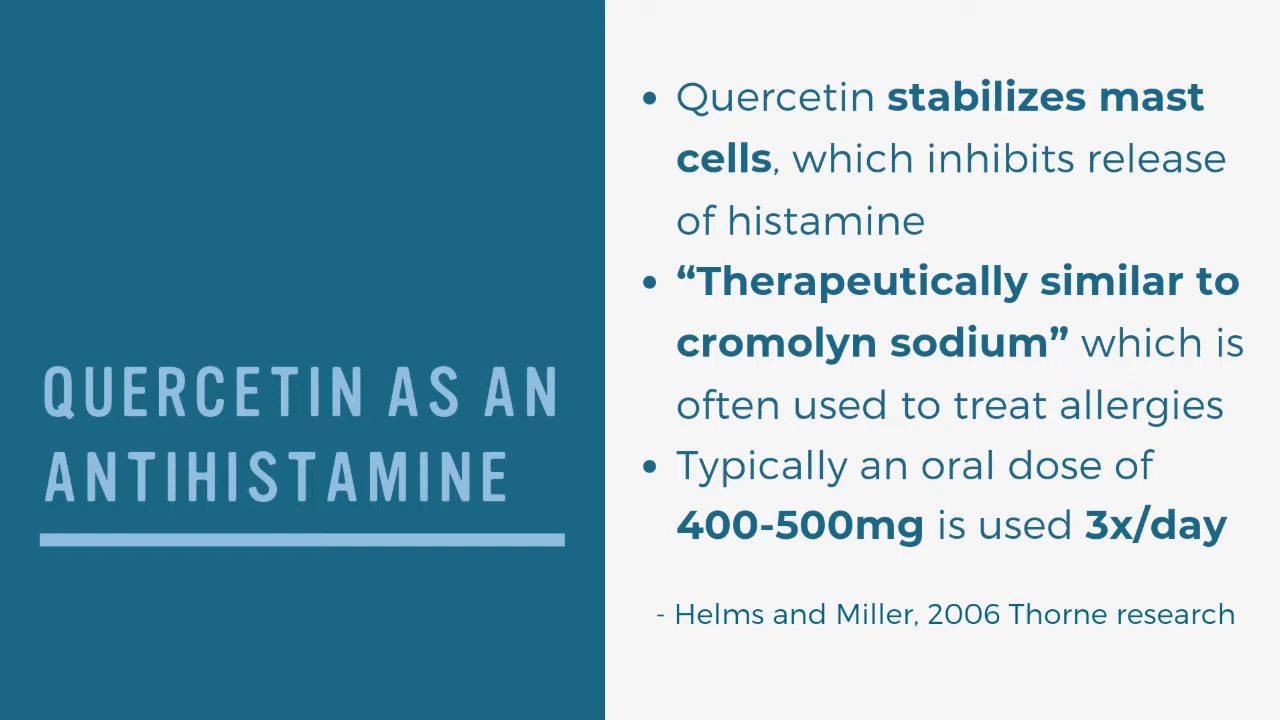 QUERCETIN AS AN
ANTIHISTAMINE
• Quercetin stabilizes mast
cells, which inhibits release
of histamine
• “Therapeutically similar to
cromolyn sodium” which is
often used to treat allergies
• Typically an oral dose of
400-500mg is used 3x/day
- Helms and Miller, 2006 Thorne research